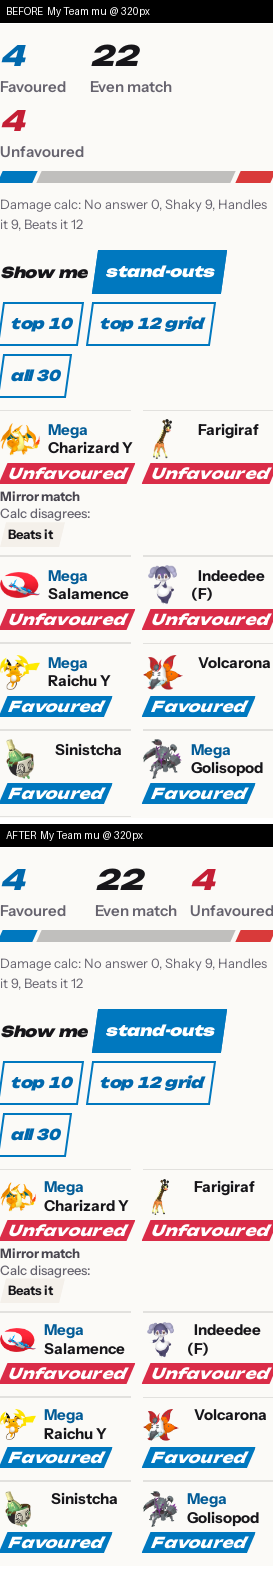 BEFORE My Team mu @ 320px
4 22
Favoured Even match
4
Unfavoured
Damage calc: No answer 0, Shaky 9, Handles
it 9, Beats it 12
Show me stand-outs
top 10 top 12 grid
all 30
Mega Farigiraf
Charizard Y
Unfavoured Unfavoured
Mirror match
Calc disagrees:
Beats it
Mega Indeedee
Salamence (F)
Unfavoured Unfavoured
Mega Volcarona
Raichu Y
Favoured Favoured
Sinistcha Mega
Golisopod
Favoured Favoured
AFTER My Team mu @ 320px
4 22 4
Favoured Even match Unfavoured
Damage calc: No answer 0, Shaky 9, Handles
it 9, Beats it 12
Show me stand-outs
top 10 top 12 grid
all 30
Mega Farigiraf
Charizard Y
Unfavoured Unfavoured
Mirror match
Calc disagrees:
Beats it
Mega Indeedee
Salamence (F)
Unfavoured Unfavoured
Mega Volcarona
Raichu Y
Favoured Favoured
Sinistcha Mega
Golisopod
Favoured Favoured